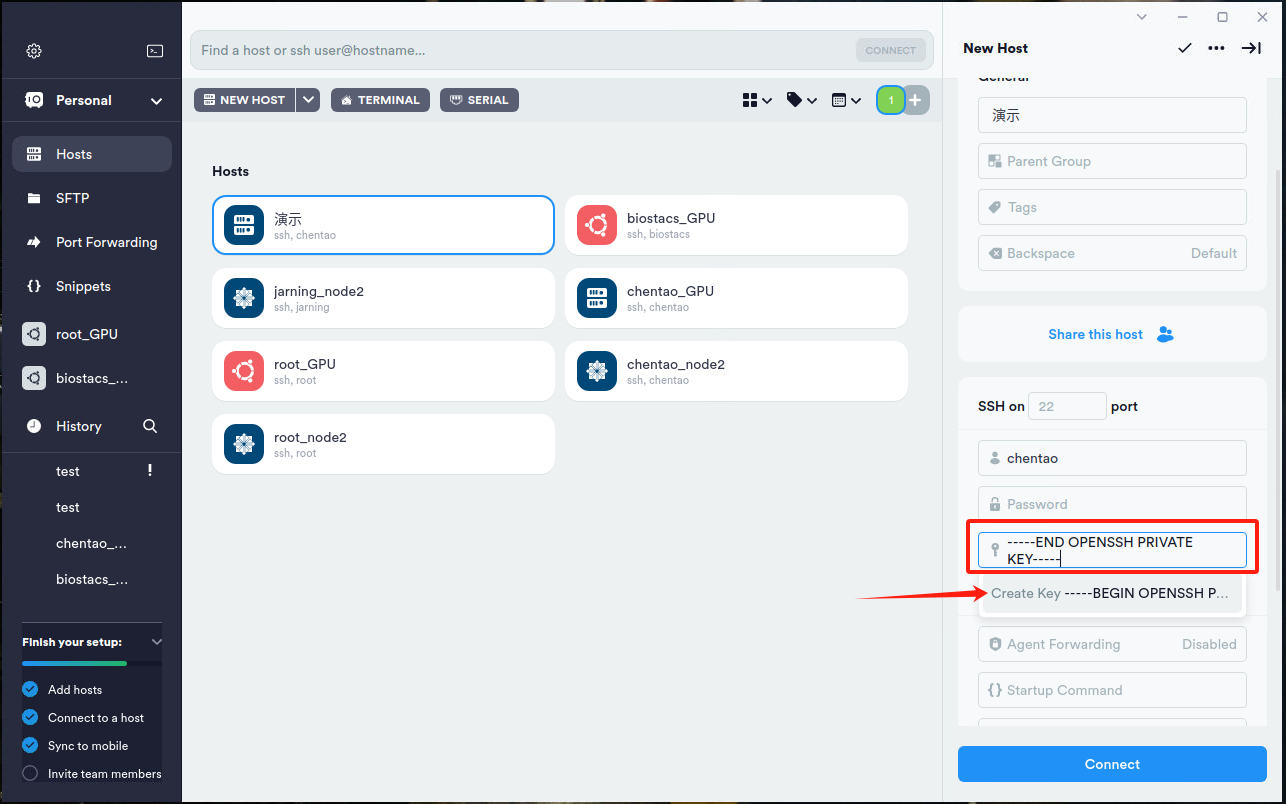 Find a host or ssh user@hostname...
CONNECT
Personal
Hosts
SFTP
Port Forwarding
Snippets
root_GPU
biostacs_...
History
test
test
chentao_...
biostacs_...
Finish your setup:
Add hosts
Connect to a host
Sync to mobile
Invite team members
NEW HOST
TERMINAL
SERIAL
1
Hosts
演示
ssh, chentao
biostacs_GPU
ssh, biostacs
jarning_node2
ssh, jarning
chentao_GPU
ssh, chentao
root_GPU
ssh, root
chentao_node2
ssh, chentao
root_node2
ssh, root
New Host
General
演示
Parent Group
Tags
Backspace Default
Share this host
SSH on 22 port
chentao
Password
-----END OPENSSH PRIVATE
KEY-----
Create Key -----BEGIN OPENSSH P...
Agent Forwarding Disabled
Startup Command
Connect